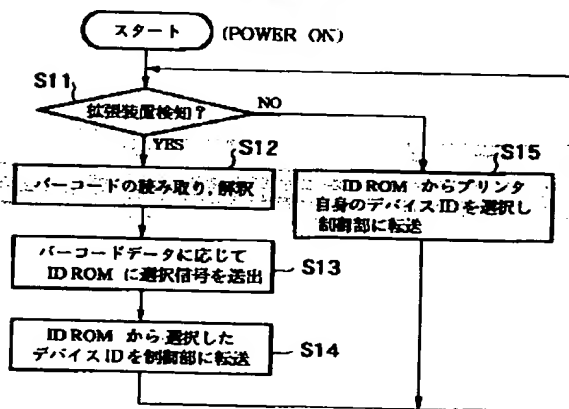 スタート (POWER ON)
S11
拡張装置検知?
NO
YES
S12
バーコードの読み取り,解釈
S15
ID ROM からプリンタ
自身のデバイス ID を選択し
制御部に転送
バーコードデータに応じて
ID ROM に選択信号を送出
S13
ID ROM から選択した
デバイス ID を制御部に転送
S14